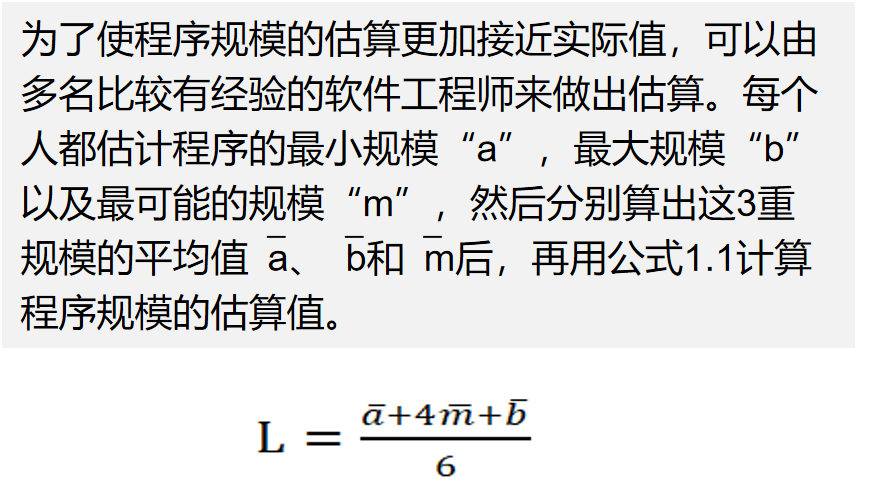 为了使程序规模的估算更加接近实际值，可以由
多名比较有经验的软件工程师来做出估算。每个
人都估计程序的最小规模“a”，最大规模“b”
以及最可能的规模“m”，然后分别算出这3重
规模的平均值 a̅、 b̅和 m̅后，再用公式1.1计算
程序规模的估算值。
L = (a̅+4m̅+b̅)/6